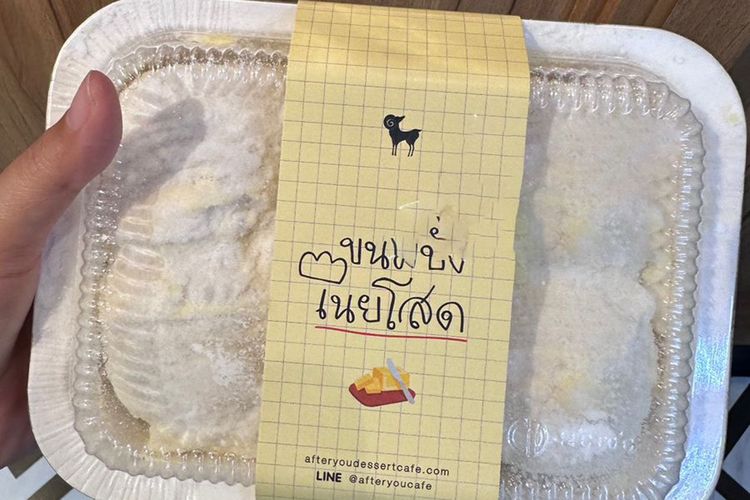 ขนมปัง
เนยโสด
afteryoudessertcafe.com
LINE @afteryoucafe